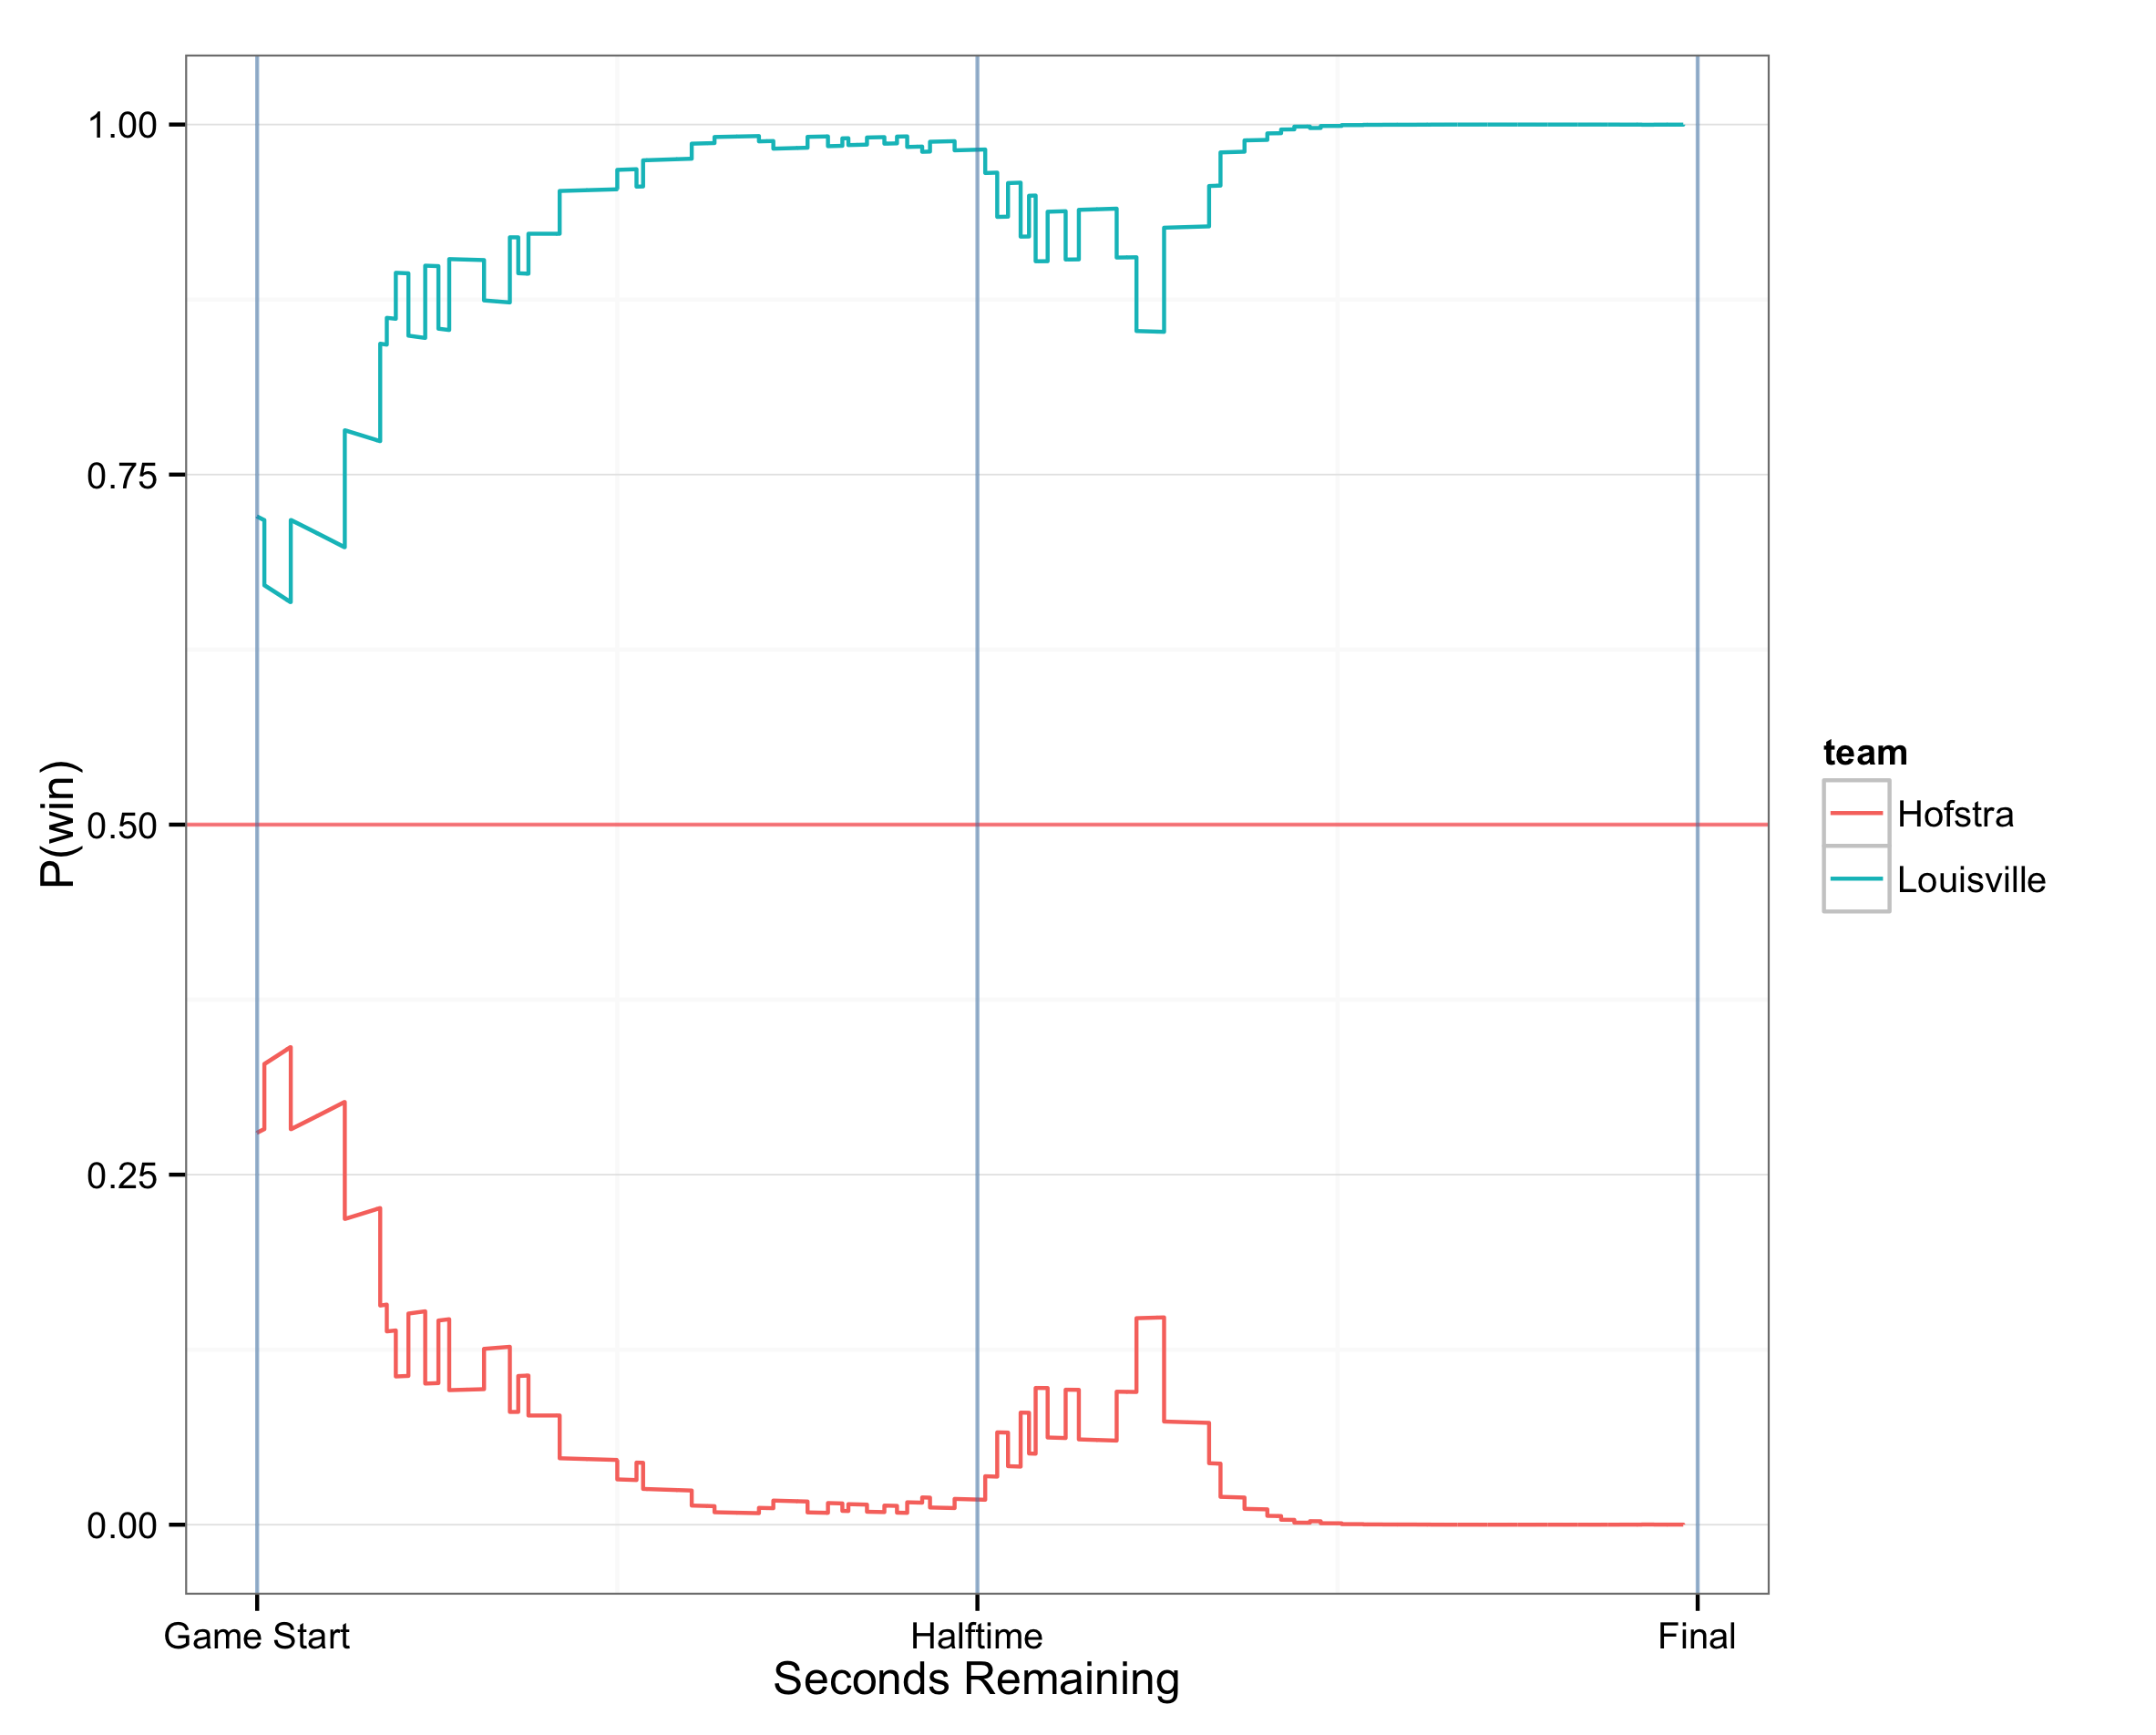 1.00
0.75
0.50
0.25
0.00
P(win)
Game Start
Halftime
Final
Seconds Remaining
team
Hofstra
Louisville